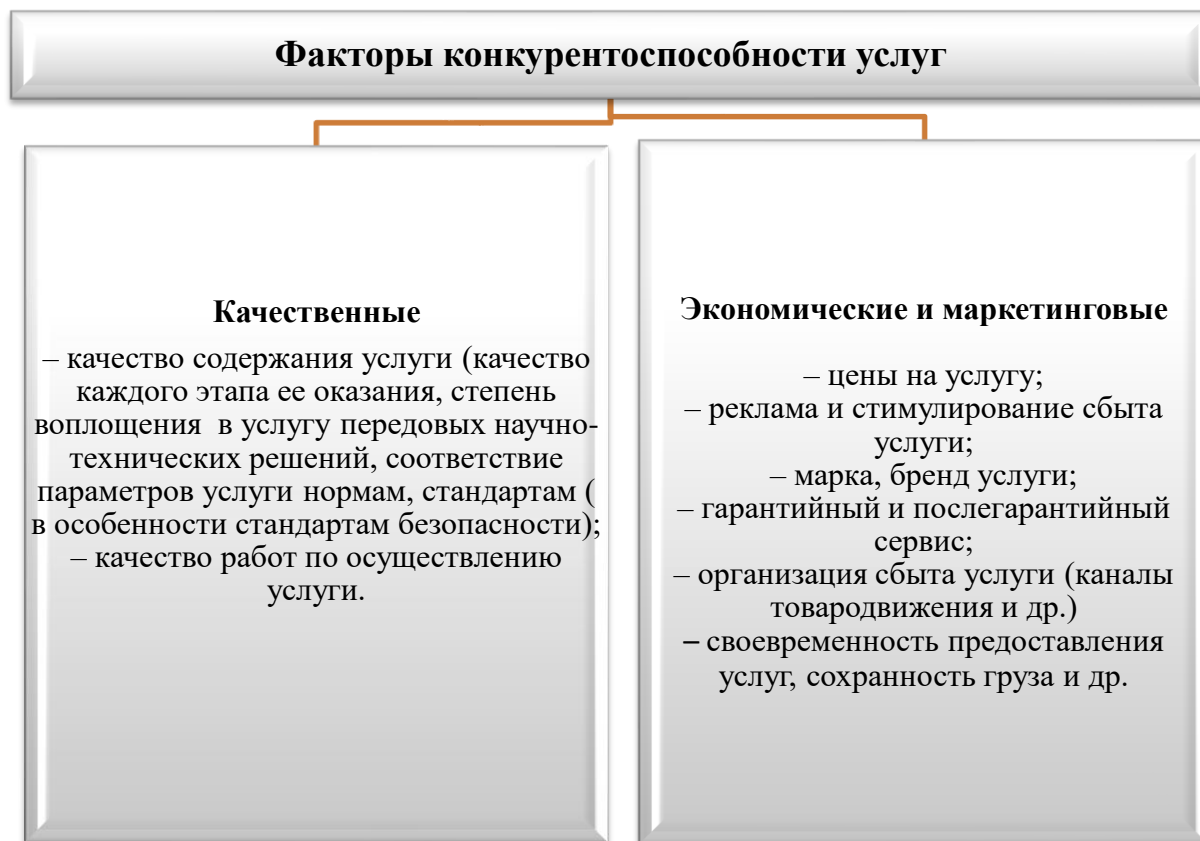 Факторы конкурентоспособности услуг
Качественные
– качество содержания услуги (качество
каждого этапа ее оказания, степень
воплощения  в услугу передовых научно-
технических решений, соответствие
параметров услуги нормам, стандартам (
в особенности стандартам безопасности);
– качество работ по осуществлению
услуги.
Экономические и маркетинговые
– цены на услугу;
– реклама и стимулирование сбыта
услуги;
– марка, бренд услуги;
– гарантийный и послегарантийный
сервис;
– организация сбыта услуги (каналы
товародвижения и др.)
– своевременность предоставления
услуг, сохранность груза и др.